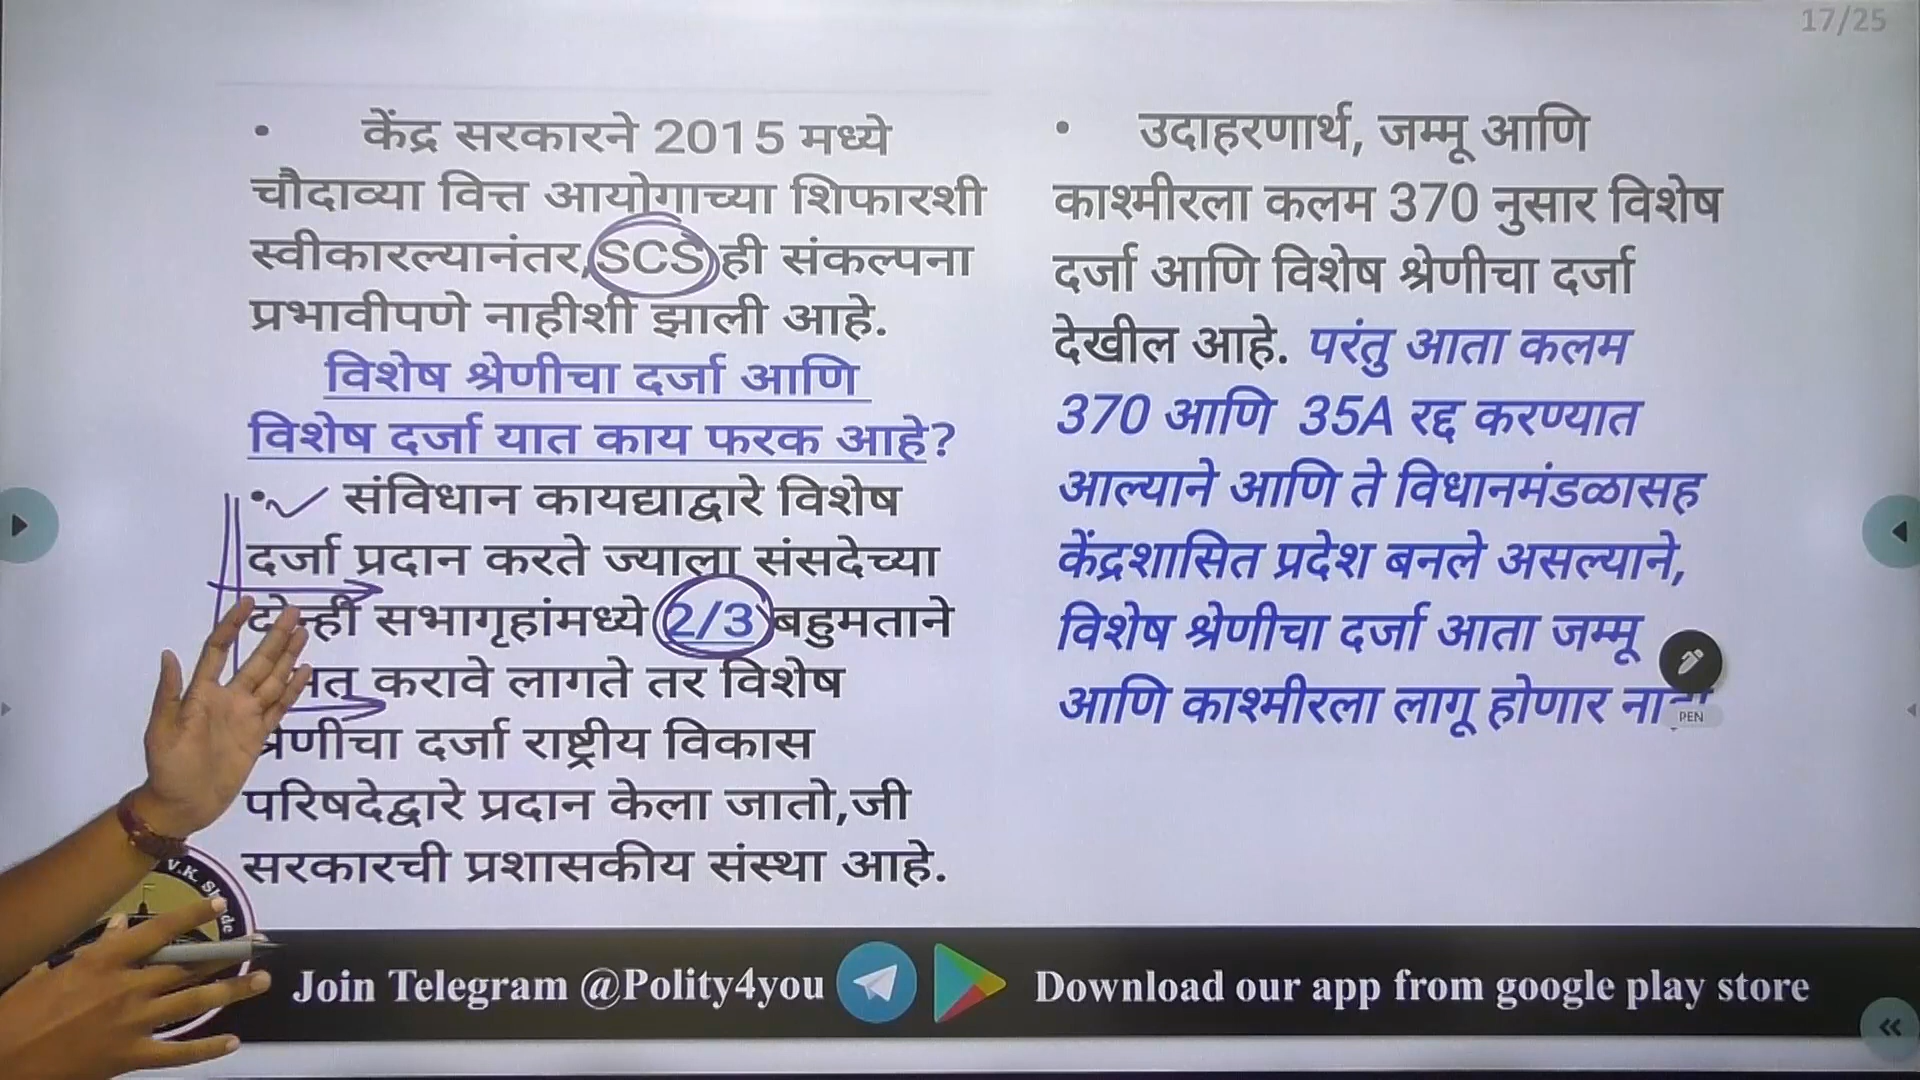 17/25
• केंद्र सरकारने 2015 मध्ये
चौदाव्या वित्त आयोगाच्या शिफारशी
स्वीकारल्यानंतर,SCS ही संकल्पना
प्रभावीपणे नाहीशी झाली आहे.
विशेष श्रेणीचा दर्जा आणि
विशेष दर्जा यात काय फरक आहे?
• संविधान कायद्याद्वारे विशेष
दर्जा प्रदान करते ज्याला संसदेच्या
दोन्ही सभागृहांमध्ये 2/3 बहुमताने
करावे लागते तर विशेष
श्रेणीचा दर्जा राष्ट्रीय विकास
परिषदेद्वारे प्रदान केला जातो,जी
सरकारची प्रशासकीय संस्था आहे.
• उदाहरणार्थ, जम्मू आणि
काश्मीरला कलम 370 नुसार विशेष
दर्जा आणि विशेष श्रेणीचा दर्जा
देखील आहे. परंतु आता कलम
370 आणि 35A रद्द करण्यात
आल्याने आणि ते विधानमंडळासह
केंद्रशासित प्रदेश बनले असल्याने,
विशेष श्रेणीचा दर्जा आता जम्मू
आणि काश्मीरला लागू होणार
PEN
V.K.
Join Telegram @Polity4you
Download our app from google play store